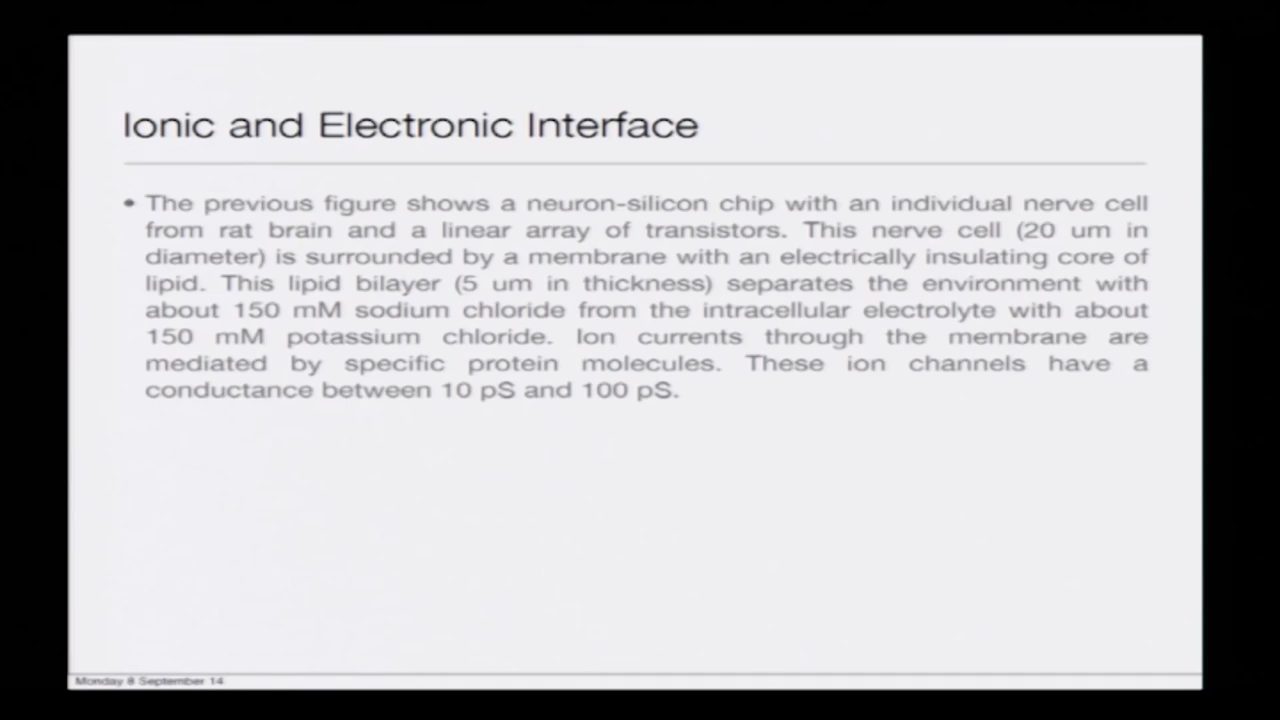 Ionic and Electronic Interface
• The previous figure shows a neuron-silicon chip with an individual nerve cell
from rat brain and a linear array of transistors. This nerve cell (20 um in
diameter) is surrounded by a membrane with an electrically insulating core of
lipid. This lipid bilayer (5 um in thickness) separates the environment with
about 150 mM sodium chloride from the intracellular electrolyte with about
150 mM potassium chloride. Ion currents through the membrane are
mediated by specific protein molecules. These ion channels have a
conductance between 10 pS and 100 pS.
Monday 8 September 14